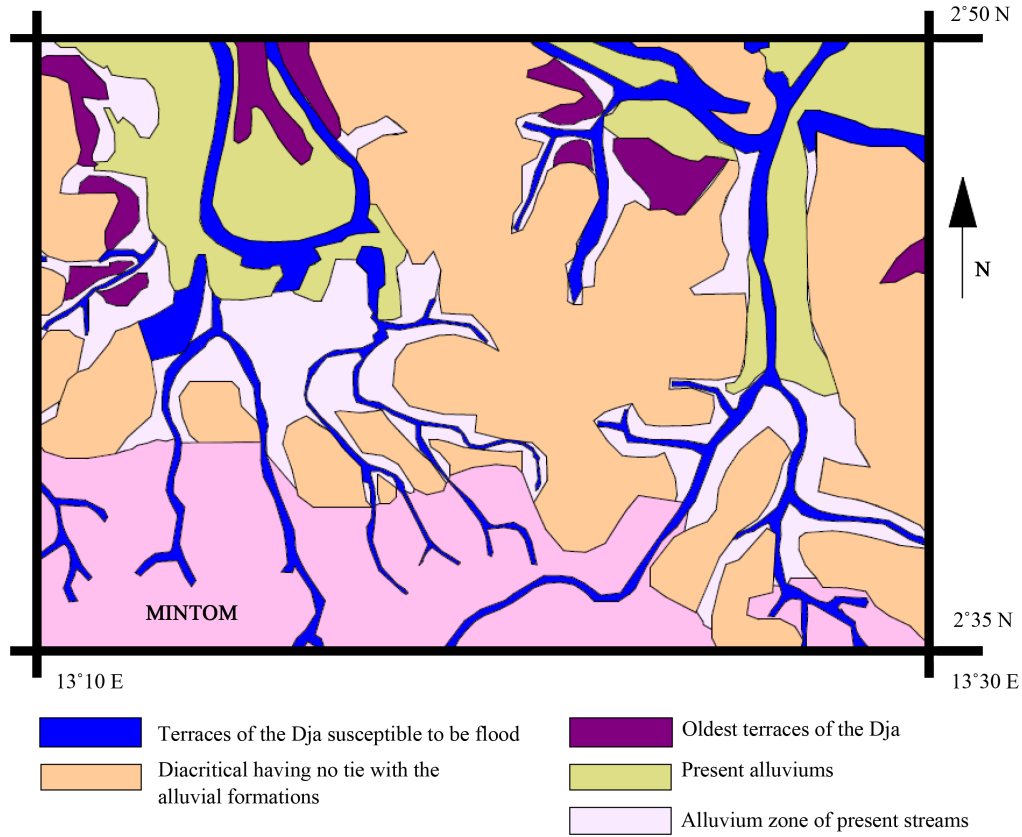 2°50 N
N
MINTOM
2°35 N
13°10 E
13°30 E
Terraces of the Dja susceptible to be flood
Diacritical having no tie with the
alluvial formations
Oldest terraces of the Dja
Present alluviums
Alluvium zone of present streams